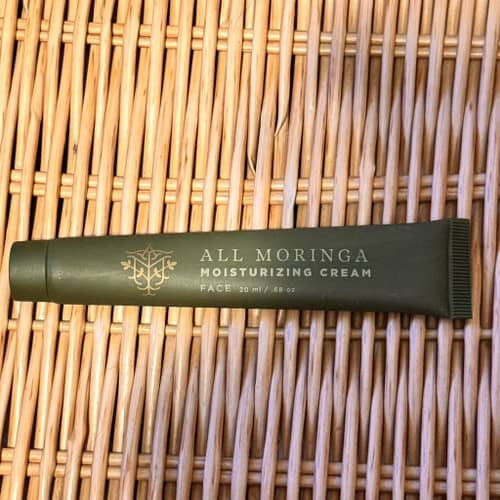 ALL MORINGA
MOISTURIZING CREAM
FACE 20 ml / .68 oz